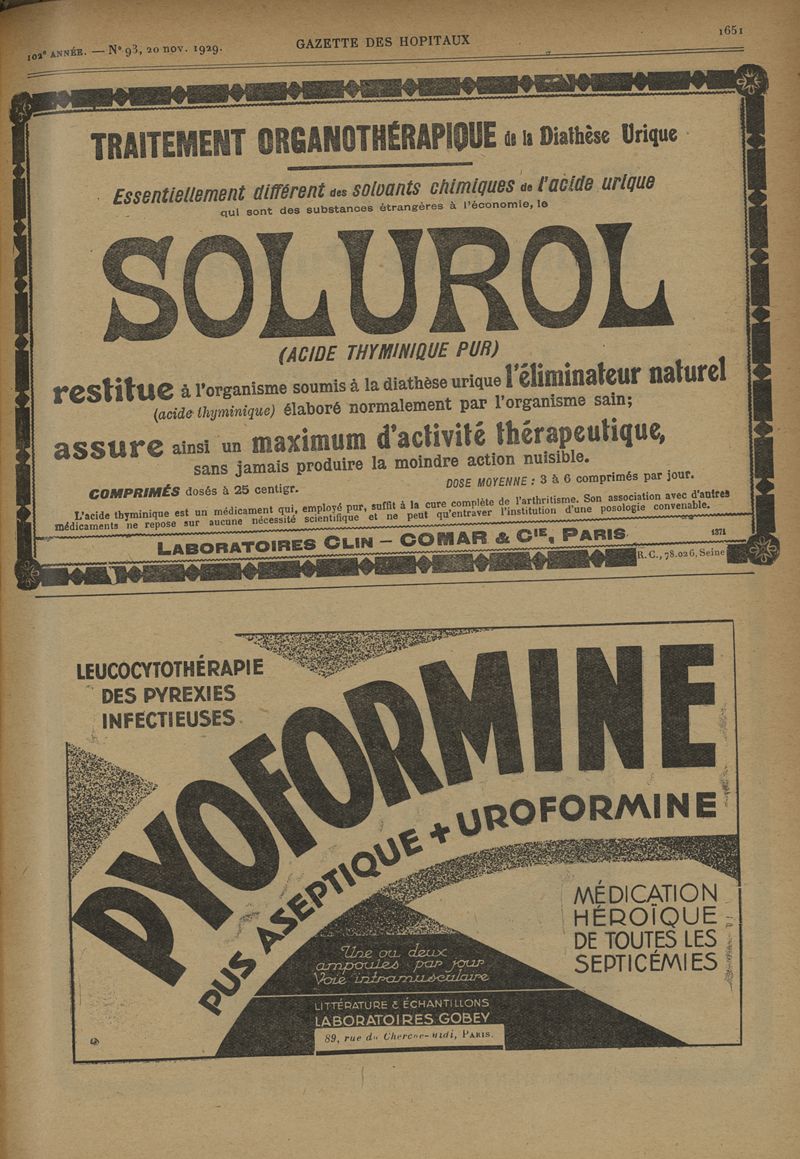 102e ANNÉE. — N° 93, 20 nov. 1929.
GAZETTE DES HOPITAUX
1651
TRAITEMENT ORGANOTHÉRAPIQUE de la Diathèse Urique
Essentiellement différent des solvants chimiques de l'acide urique
qui sont des substances étrangères à l'économie, le
SOLUROL
(ACIDE THYMINIQUE PUR)
restitue à l'organisme soumis à la diathèse urique l'éliminateur naturel
(acide thyminique) élaboré normalement par l'organisme sain;
assure ainsi un maximum d'activité thérapeutique,
sans jamais produire la moindre action nuisible.
COMPRIMÉS dosés à 25 centigr.
DOSE MOYENNE : 3 à 6 comprimés par jour.
L'acide thyminique est un médicament qui, employé pur, suffit à la cure complète de l'arthritisme. Son association avec d'autres
médicaments ne repose sur aucune nécessité scientifique et ne peut qu'entraver l'institution d'une posologie convenable.
LABORATOIRES CLIN — COMAR & CIE, PARIS
1371
R. C., 78.026, Seine
LEUCOCYTOTHÉRAPIE
DES PYREXIES
INFECTIEUSES
PYOFORMINE
PUS ASEPTIQUE + UROFORMINE
MÉDICATION
HÉROÏQUE
DE TOUTES LES
SEPTICÉMIES
Une ou deux
ampoules par jour
Voie intramusculaire
LITTÉRATURE & ÉCHANTILLONS
LABORATOIRES GOBEY
89, rue du Cherche-Midi, PARIS.